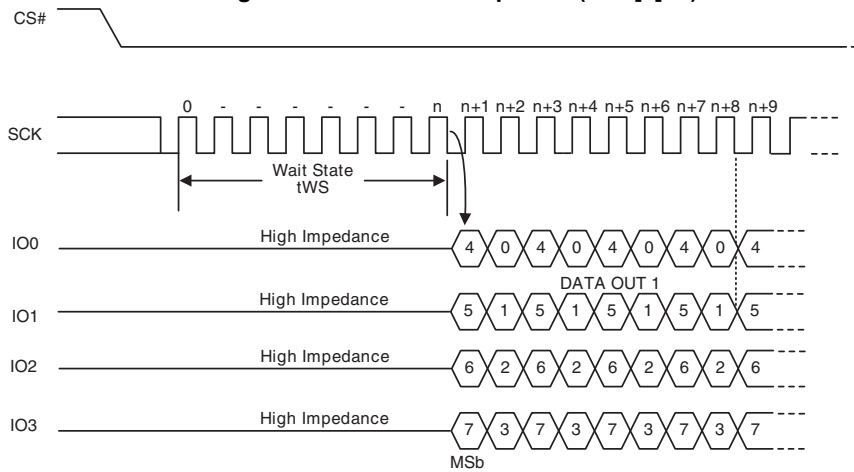 CS#
0 - - - - - - n n+1 n+2 n+3 n+4 n+5 n+6 n+7 n+8 n+9
SCK
Wait State
tWS
IO0 High Impedance 4 0 4 0 4 0 4 0 4
DATA OUT 1
IO1 High Impedance 5 1 5 1 5 1 5 1 5
IO2 High Impedance 6 2 6 2 6 2 6 2 6
IO3 High Impedance 7 3 7 3 7 3 7 3 7
MSb